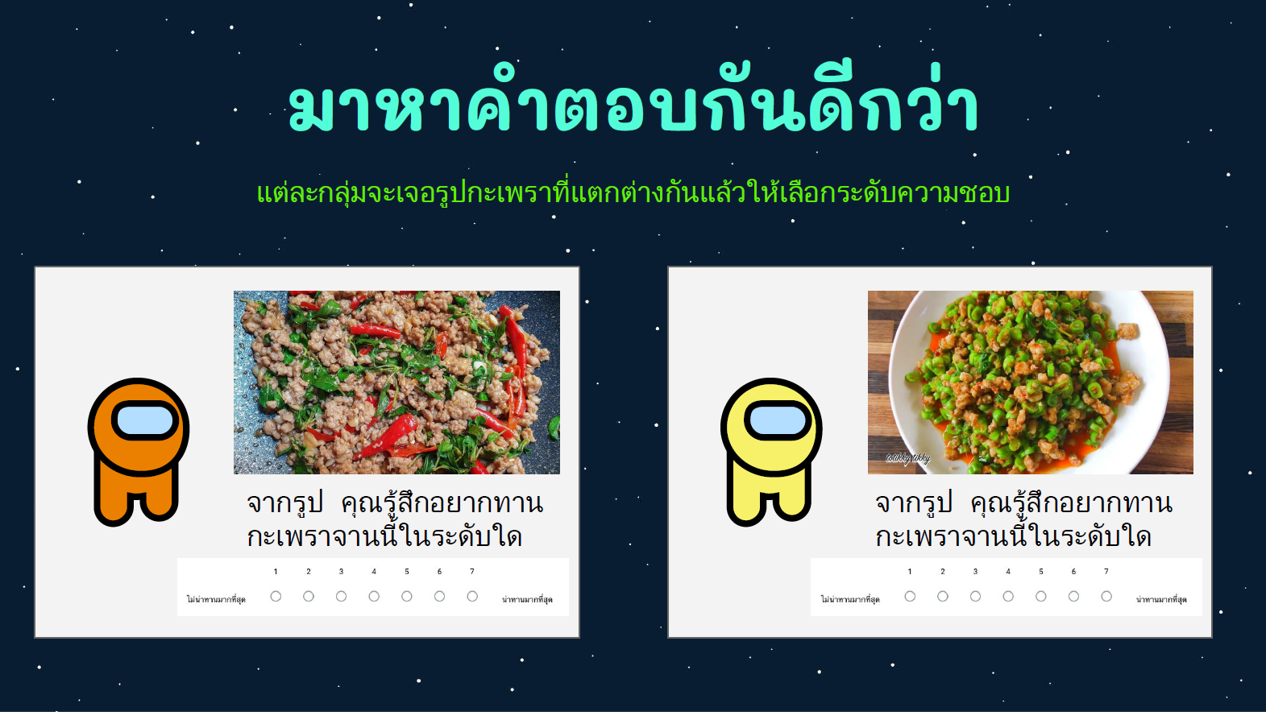 มาหาคำตอบกันดีกว่า
แต่ละกลุ่มจะเจอรูปกะเพราที่แตกต่างกันแล้วให้เลือกระดับความชอบ
จากรูป คุณรู้สึกอยากทาน
กะเพราจานนี้ในระดับใด
1 2 3 4 5 6 7
ไม่น่าทานมากที่สุด น่าทานมากที่สุด
จากรูป คุณรู้สึกอยากทาน
กะเพราจานนี้ในระดับใด
1 2 3 4 5 6 7
ไม่น่าทานมากที่สุด น่าทานมากที่สุด